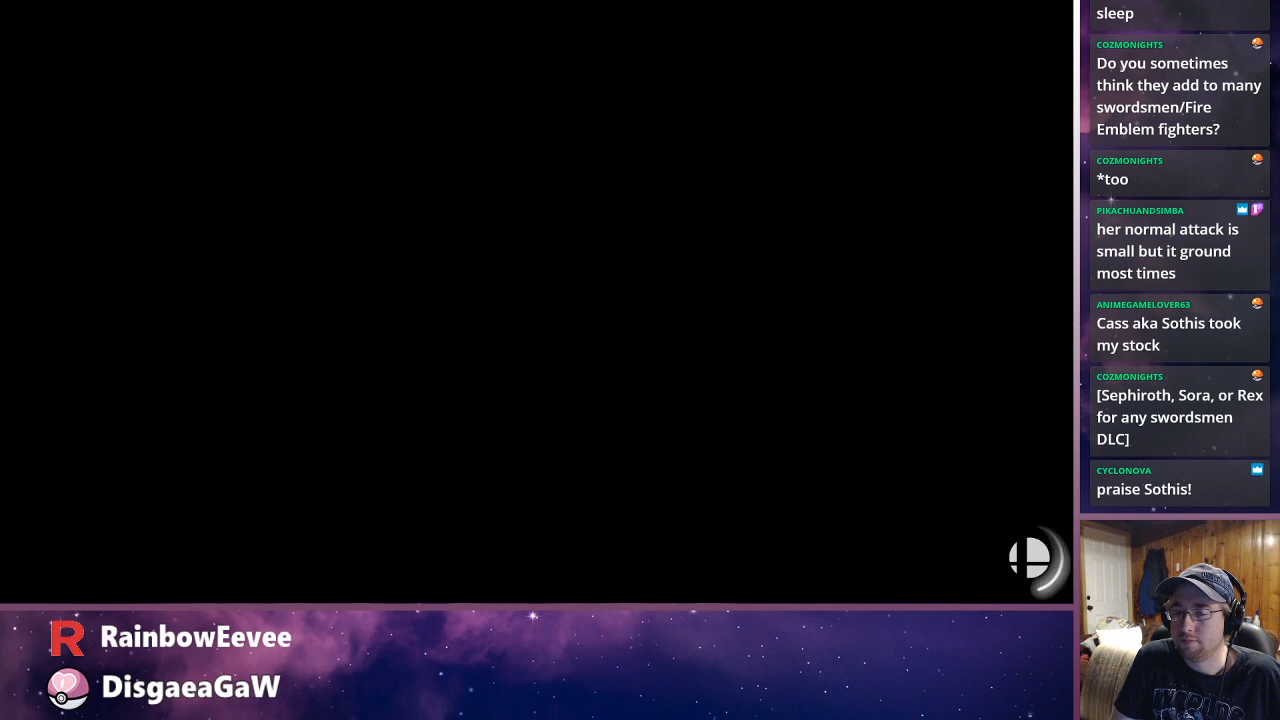 sleep
COZMONIGHTS
Do you sometimes
think they add to many
swordsmen/Fire
Emblem fighters?
COZMONIGHTS
*too
PIKACHUANDSIMBA
her normal attack is
small but it ground
most times
ANIMEGAMELOVER63
Cass aka Sothis took
my stock
COZMONIGHTS
[Sephiroth, Sora, or Rex
for any swordsmen
DLC]
CYCLONOVA
praise Sothis!
R RainbowEevee
DisgaeaGaW